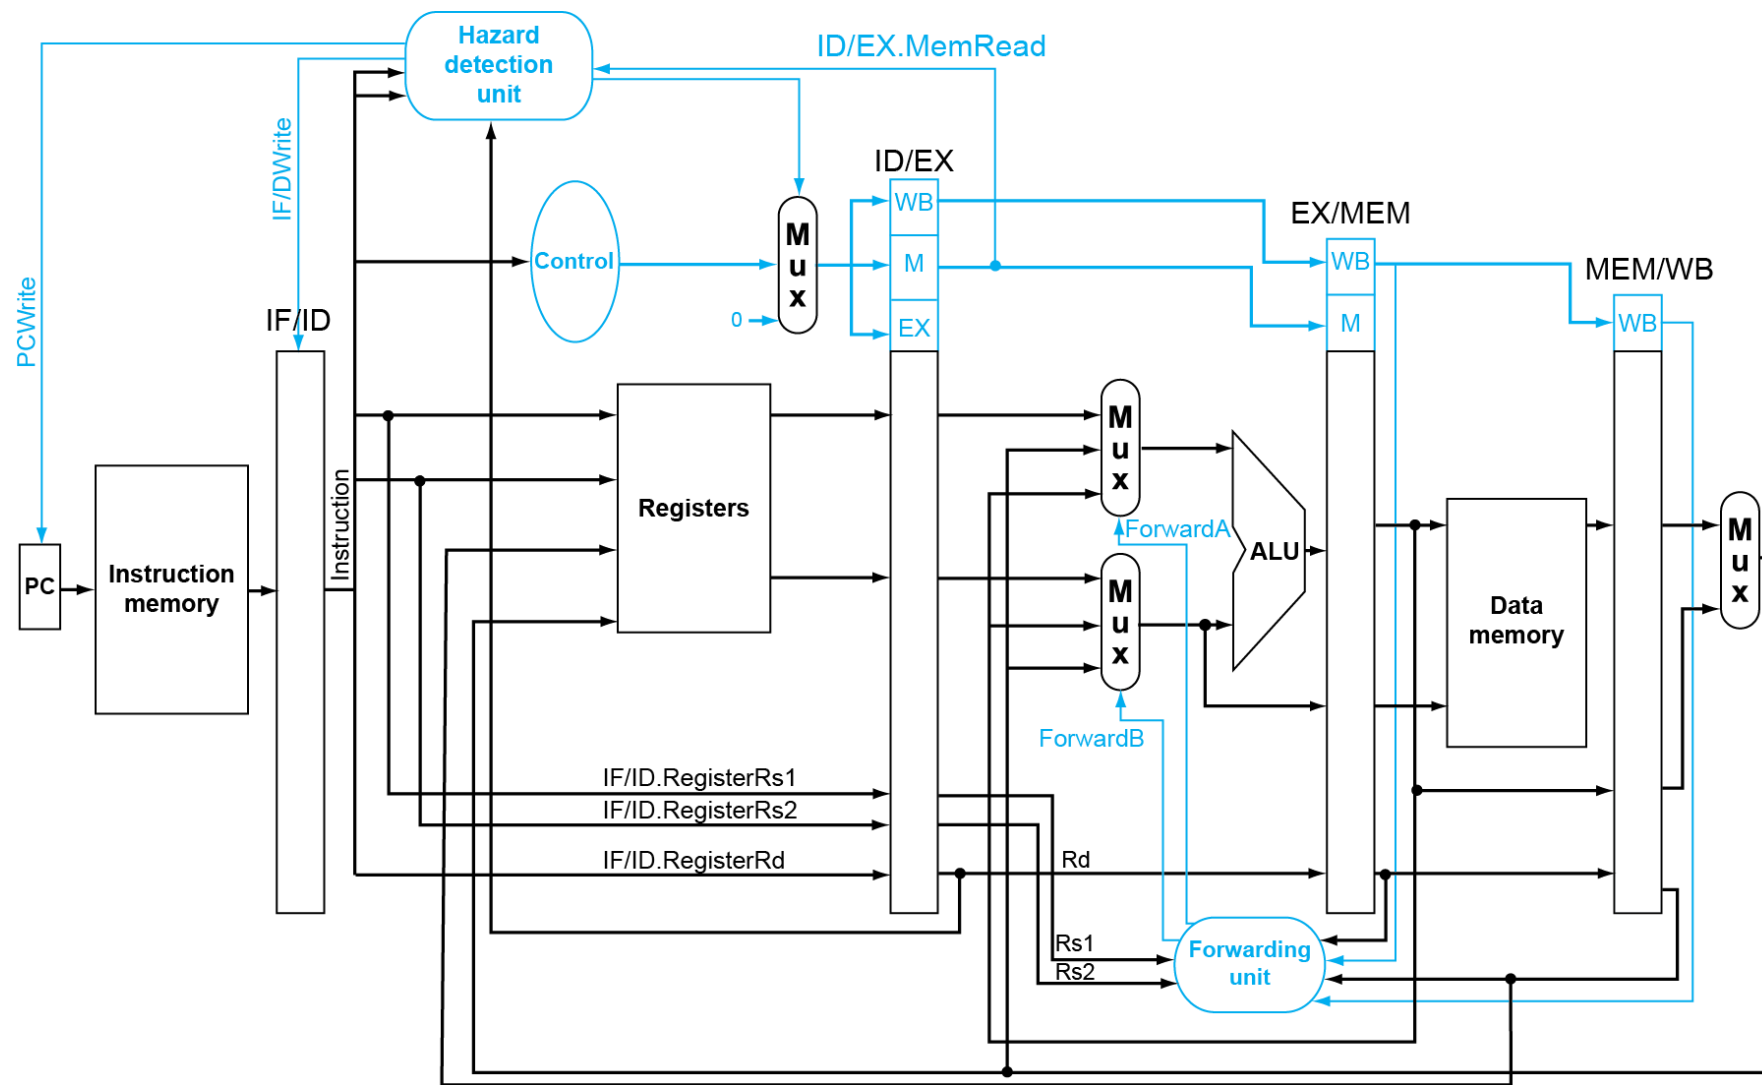 Hazard
detection
unit
ID/EX.MemRead
IF/DWrite
PCWrite
ID/EX
WB
M
EX
Control
0
M
u
x
EX/MEM
WB
M
MEM/WB
WB
IF/ID
Instruction
PC
Instruction
memory
Registers
M
u
x
ForwardA
M
u
x
ForwardB
ALU
Data
memory
M
u
x
IF/ID.RegisterRs1
IF/ID.RegisterRs2
IF/ID.RegisterRd
Rd
Rs1
Rs2
Forwarding
unit